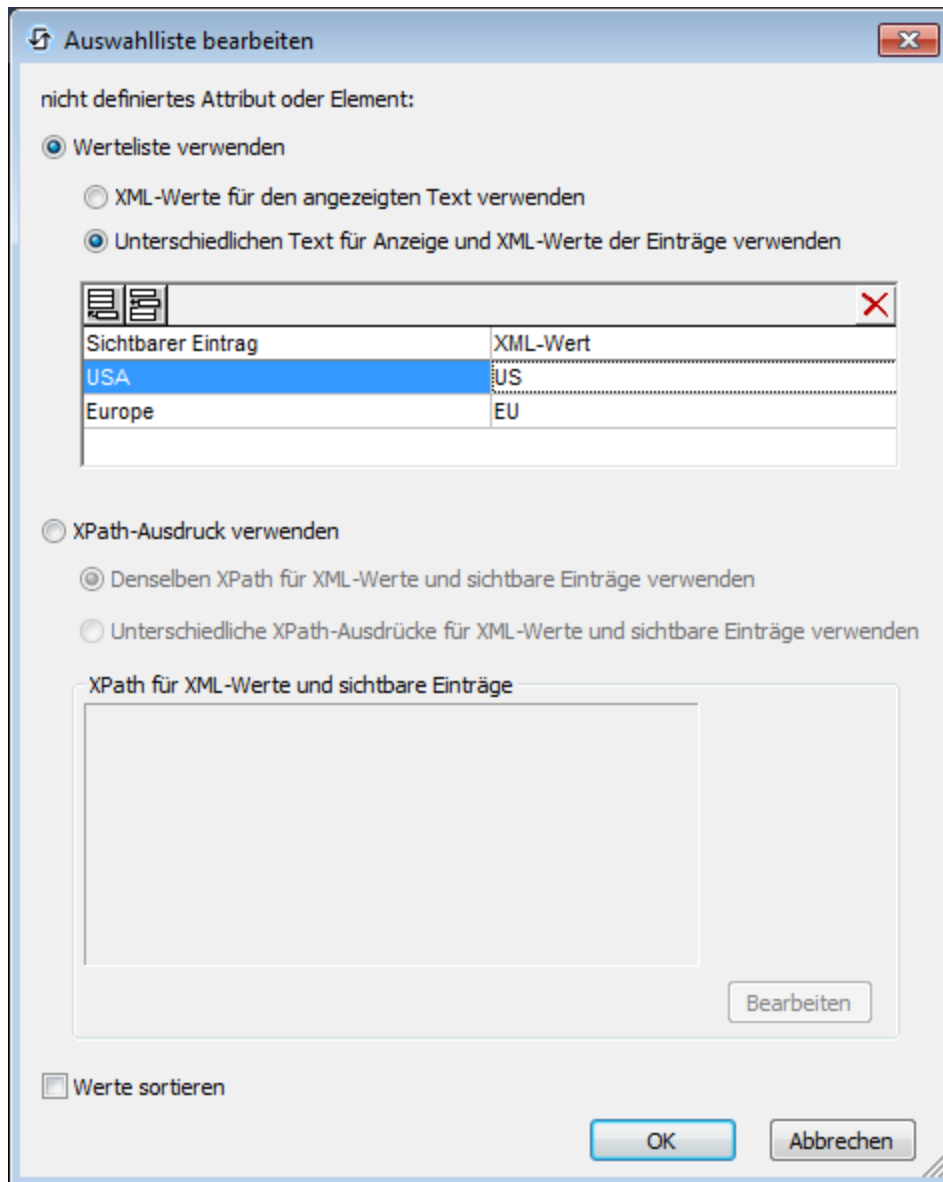 Auswahlliste bearbeiten
nicht definiertes Attribut oder Element:
Werteliste verwenden
XML-Werte für den angezeigten Text verwenden
Unterschiedlichen Text für Anzeige und XML-Werte der Einträge verwenden
Sichtbarer Eintrag XML-Wert
USA US
Europe EU
XPath-Ausdruck verwenden
Denselben XPath für XML-Werte und sichtbare Einträge verwenden
Unterschiedliche XPath-Ausdrücke für XML-Werte und sichtbare Einträge verwenden
XPath für XML-Werte und sichtbare Einträge
Bearbeiten
Werte sortieren
OK Abbrechen